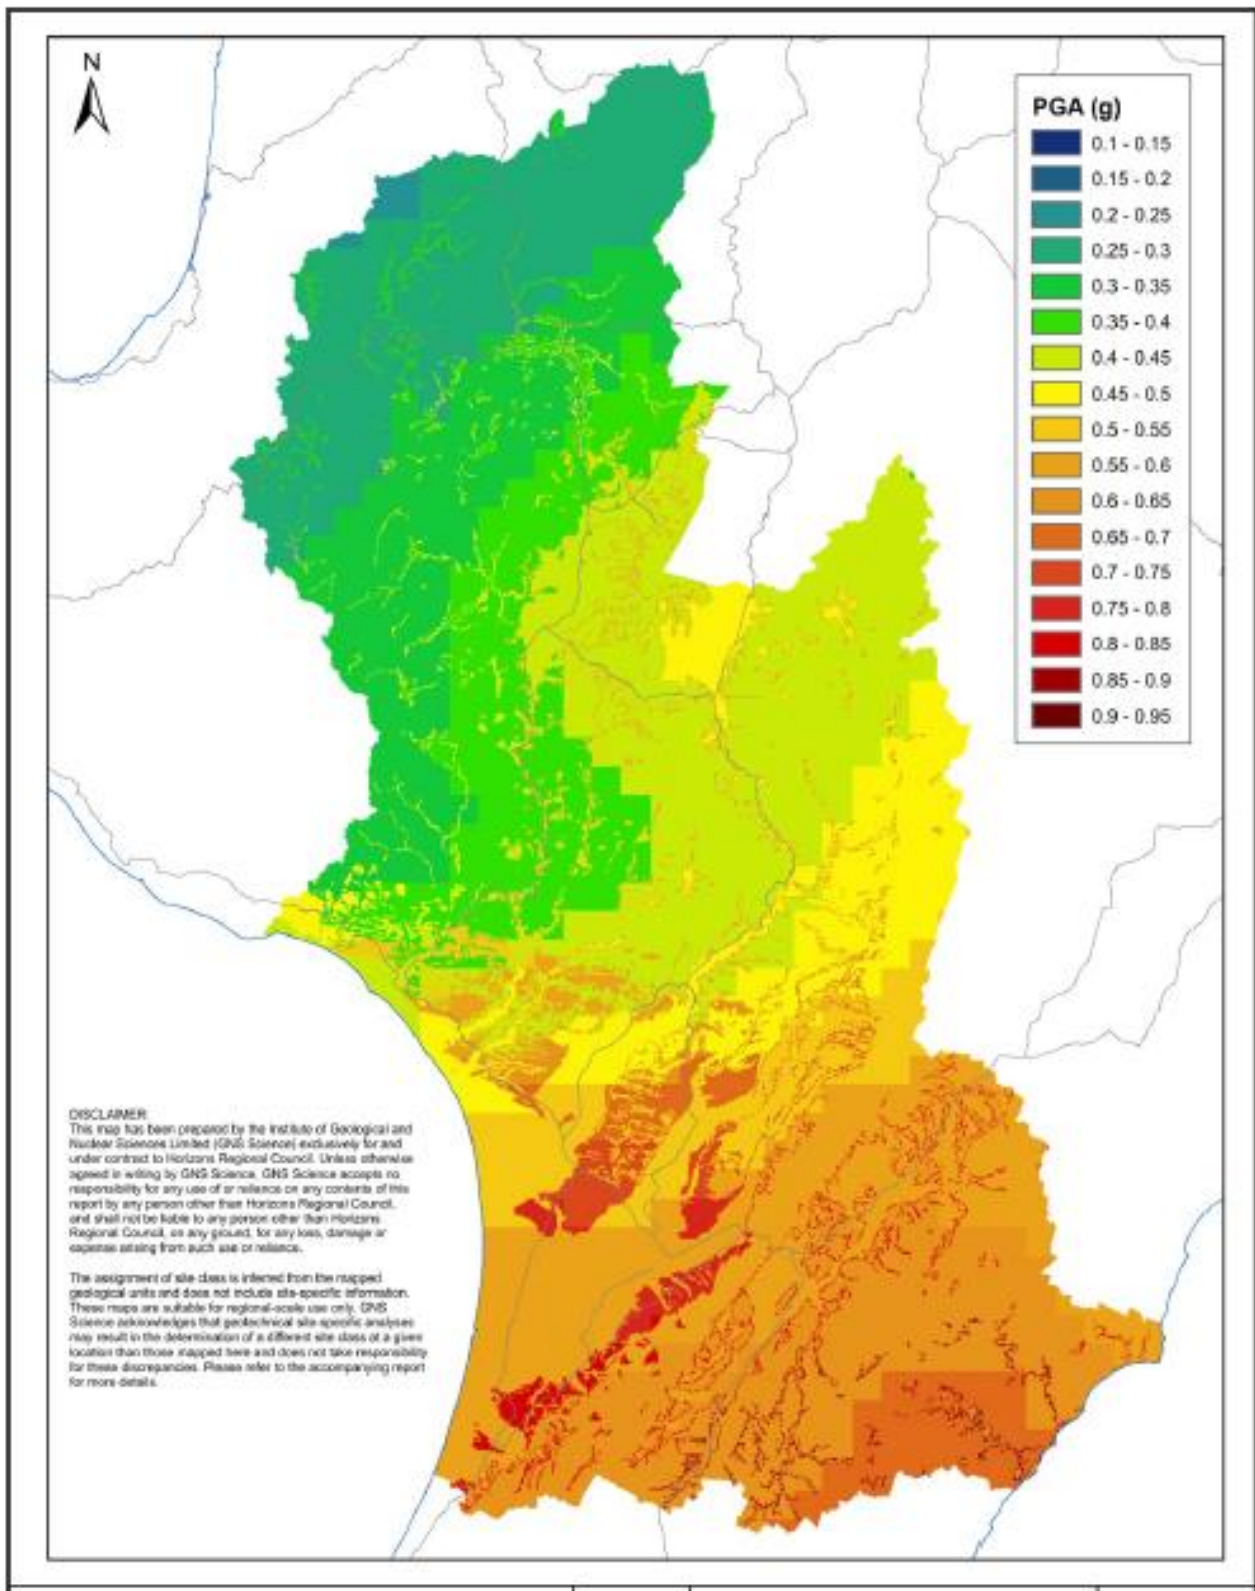 N
PGA (g)
0.1 - 0.15
0.15 - 0.2
0.2 - 0.25
0.25 - 0.3
0.3 - 0.35
0.35 - 0.4
0.4 - 0.45
0.45 - 0.5
0.5 - 0.55
0.55 - 0.6
0.6 - 0.65
0.65 - 0.7
0.7 - 0.75
0.75 - 0.8
0.8 - 0.85
0.85 - 0.9
0.9 - 0.95
DISCLAIMER
This map has been prepared by the Institute of Geological and
Nuclear Sciences Limited (GNS Science) exclusively for and
under contract to Horizons Regional Council. Unless otherwise
agreed in writing by GNS Science, GNS Science accepts no
responsibility for any use of or reliance on any contents of this
report by any person other than Horizons Regional Council,
and shall not be liable to any person other than Horizons
Regional Council, on any ground, for any loss, damage or
expense arising from such use or reliance.
The assignment of site class is inferred from the mapped
geological units and does not include site-specific information.
These maps are suitable for regional-scale use only. GNS
Science acknowledges that geotechnical site-specific analyses
may result in the determination of a different site class at a given
location than those mapped here and does not take responsibility
for these discrepancies. Please refer to the accompanying report
for more details.